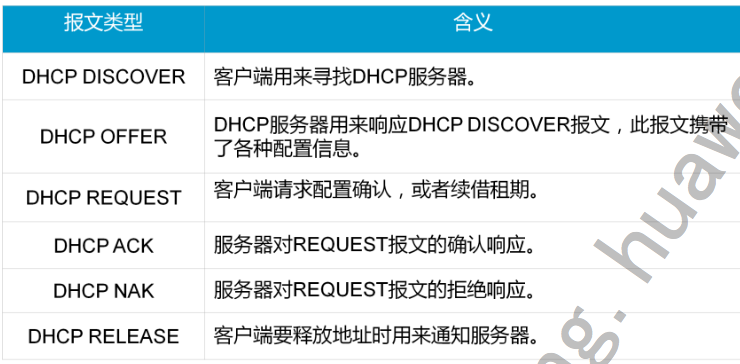 报文类型 含义
DHCP DISCOVER 客户端用来寻找DHCP服务器。
DHCP OFFER DHCP服务器用来响应DHCP DISCOVER报文，此报文携带
了各种配置信息。
DHCP REQUEST 客户端请求配置确认，或者续借租期。
DHCP ACK 服务器对REQUEST报文的确认响应。
DHCP NAK 服务器对REQUEST报文的拒绝响应。
DHCP RELEASE 客户端要释放地址时用来通知服务器。
ng.huawe